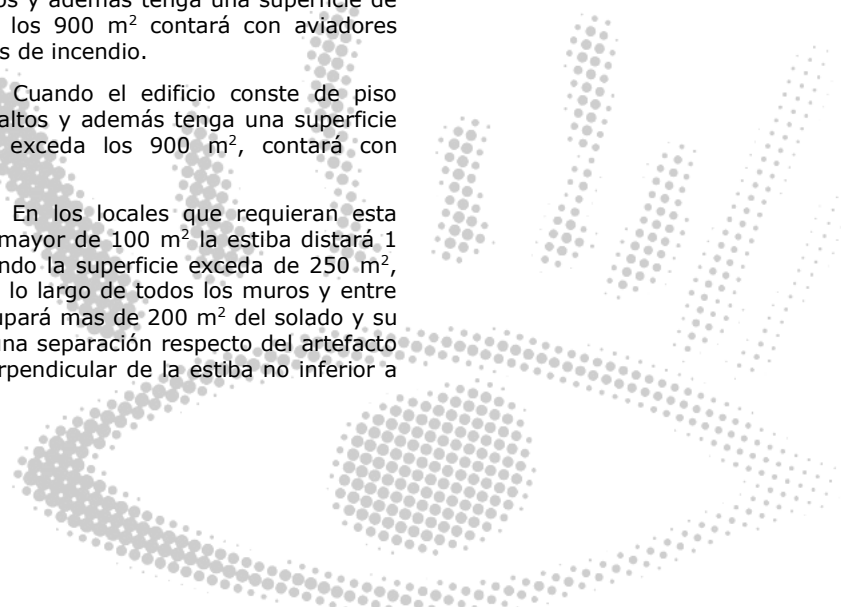 os y además tenga una superficie de
los 900 m² contará con aviadores
s de incendio.
Cuando el edificio conste de piso
altos y además tenga una superficie
exceda los 900 m², contará con
En los locales que requieran esta
mayor de 100 m² la estiba distará 1
ndo la superficie exceda de 250 m²,
lo largo de todos los muros y entre
upará mas de 200 m² del solado y su
una separación respecto del artefacto
rpendicular de la estiba no inferior a